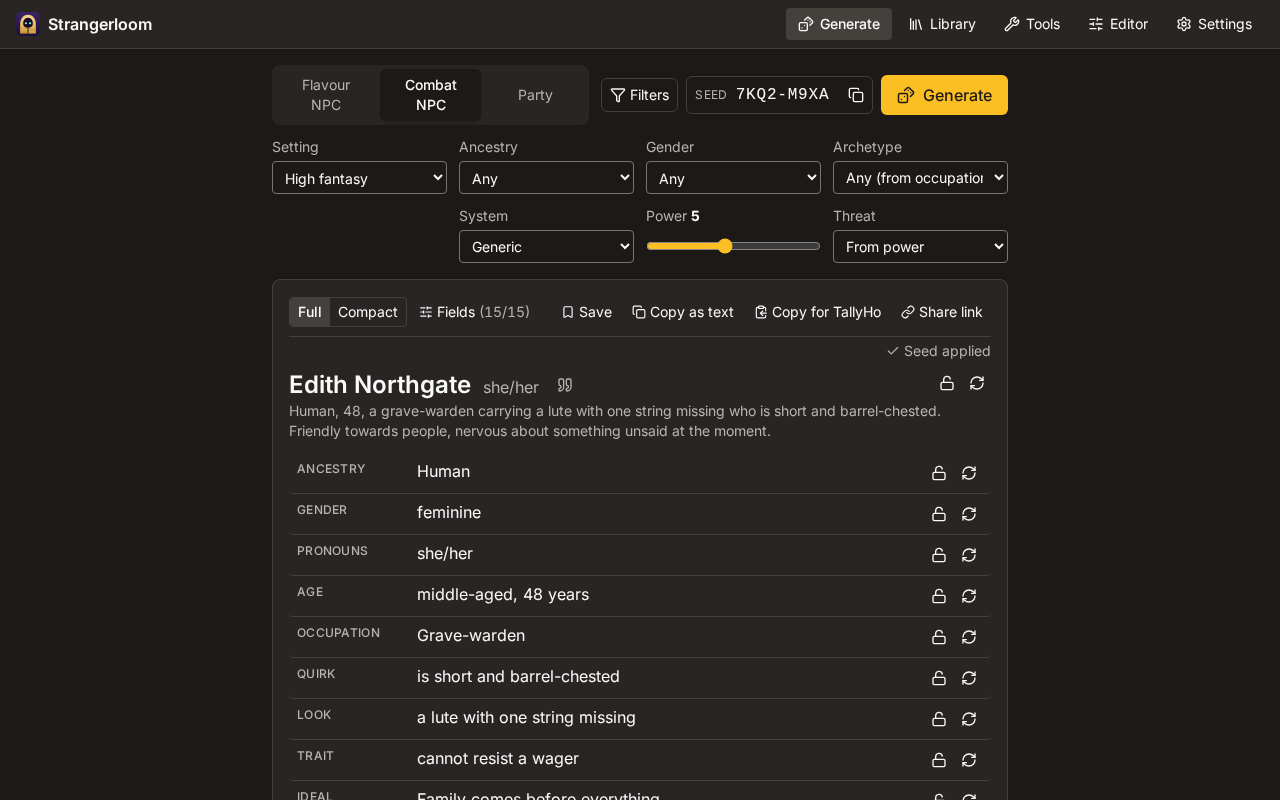 Strangerloom
Generate
Library
Tools
Editor
Settings
Flavour
NPC
Combat
NPC
Party
Filters
SEED 7KQ2-M9XA
Generate
Setting
Ancestry
Gender
Archetype
High fantasy
Any
Any
Any (from occupation
System
Power 5
Threat
Generic
From power
Full
Compact
Fields (15/15)
Save
Copy as text
Copy for TallyHo
Share link
Seed applied
Edith Northgate she/her
Human, 48, a grave-warden carrying a lute with one string missing who is short and barrel-chested.
Friendly towards people, nervous about something unsaid at the moment.
ANCESTRY Human
GENDER feminine
PRONOUNS she/her
AGE middle-aged, 48 years
OCCUPATION Grave-warden
QUIRK is short and barrel-chested
LOOK a lute with one string missing
TRAIT cannot resist a wager
IDEAL Family comes before everything